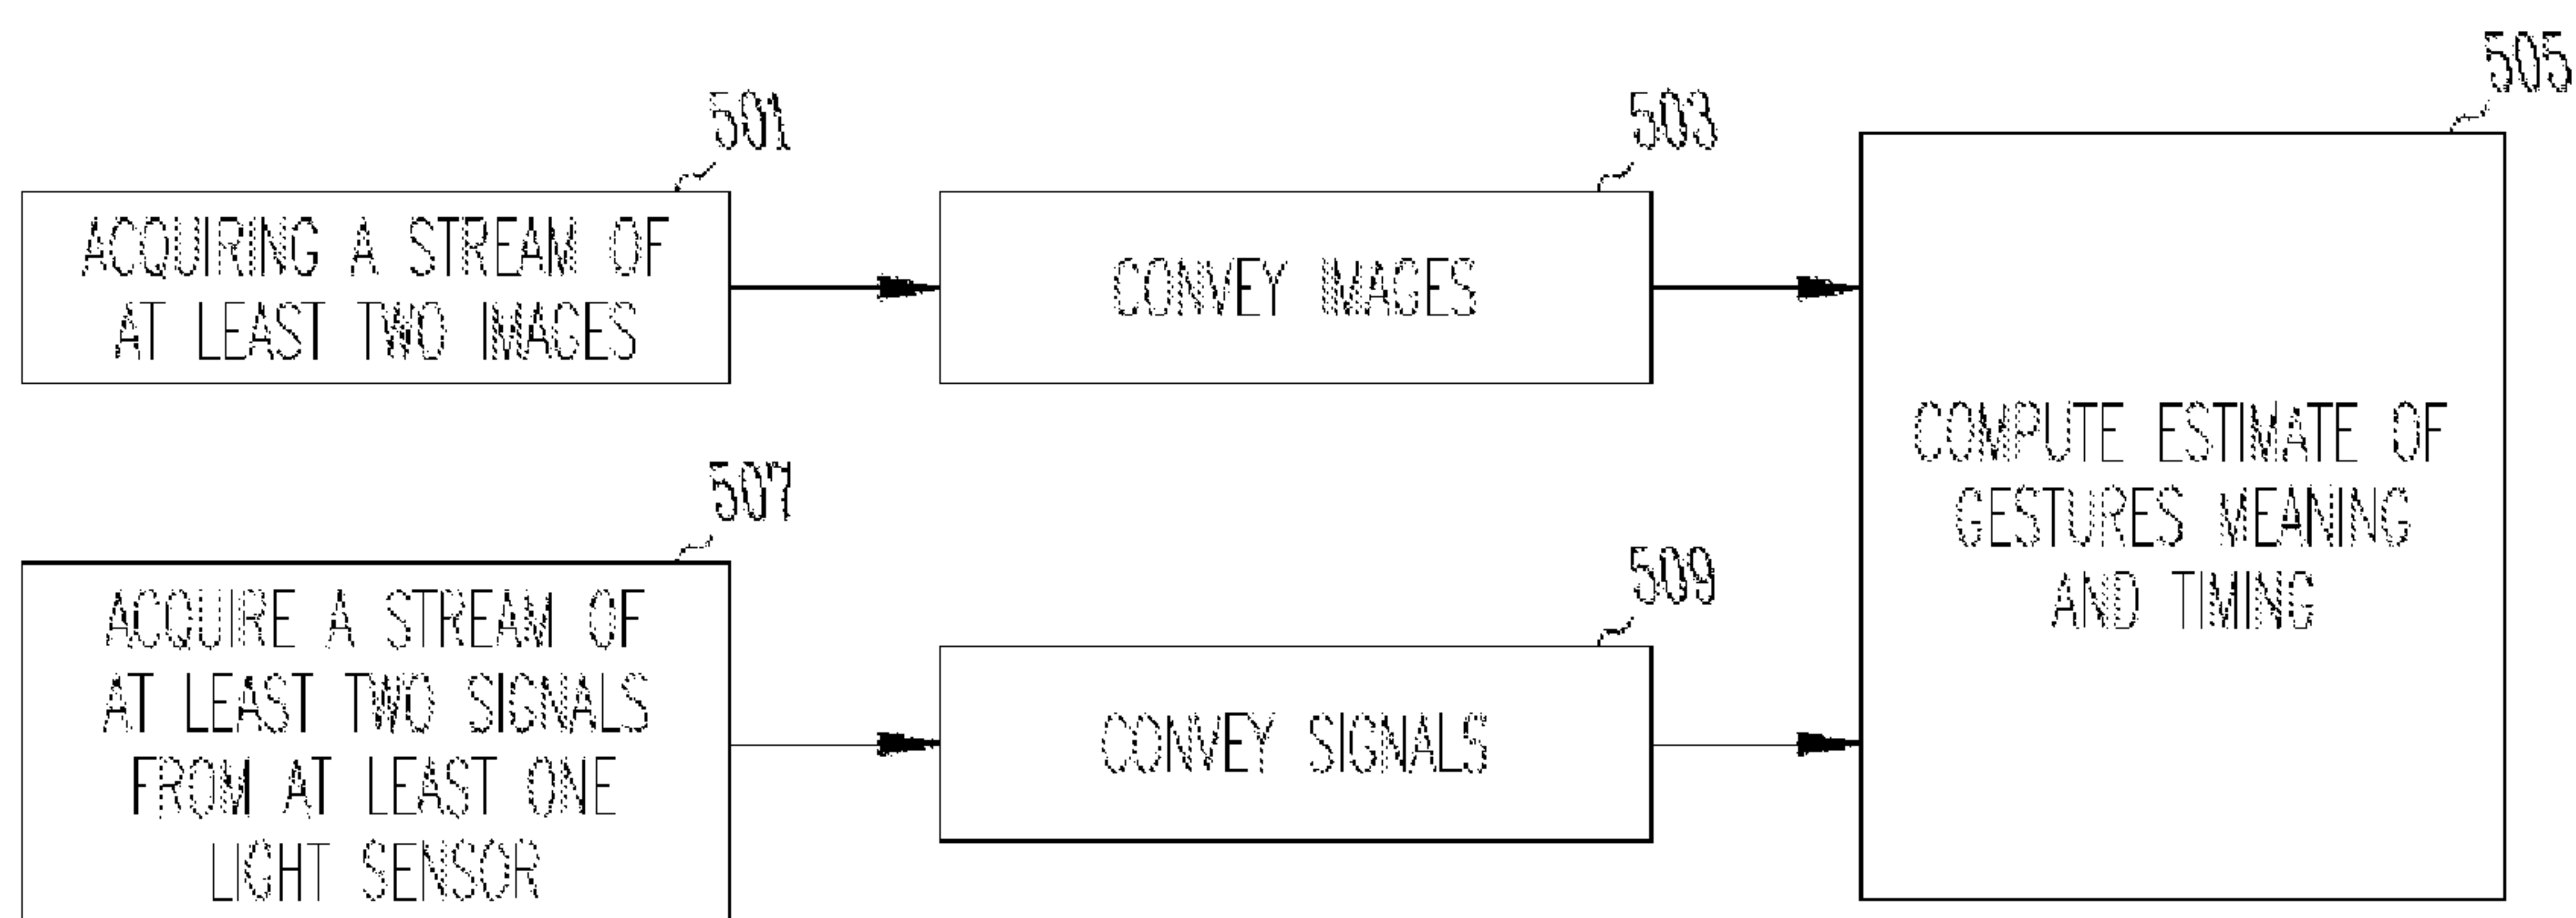 501
ACQUIRING A STREAM OF
AT LEAST TWO IMAGES
503
CONVEY IMAGES
505
COMPUTE ESTIMATE OF
GESTURES MEANING
AND TIMING
507
ACQUIRE A STREAM OF
AT LEAST TWO SIGNALS
FROM AT LEAST ONE
LIGHT SENSOR
509
CONVEY SIGNALS